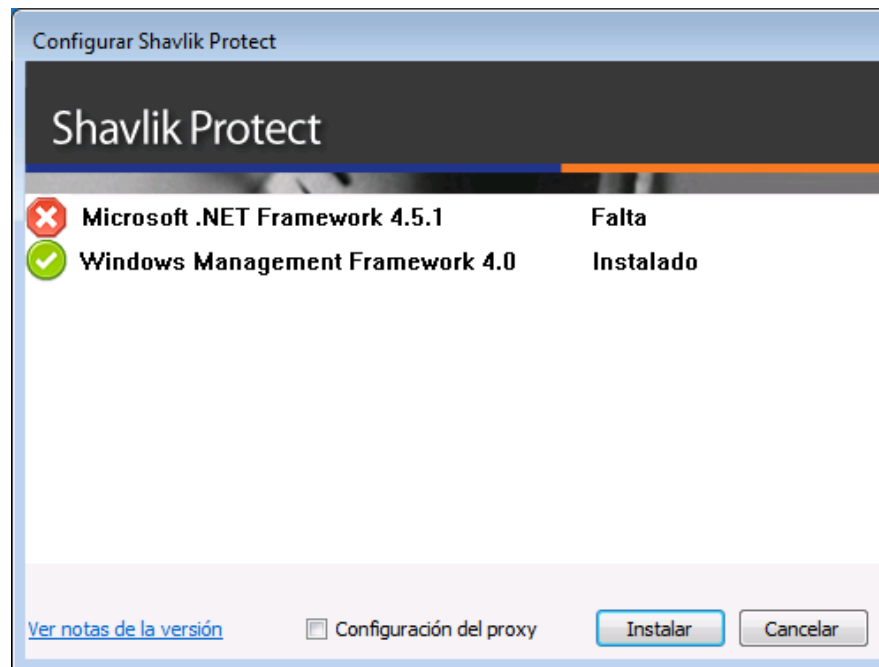 Configurar Shavlik Protect
Shavlik Protect
Microsoft .NET Framework 4.5.1 Falta
Windows Management Framework 4.0 Instalado
Ver notas de la versión Configuración del proxy Instalar Cancelar